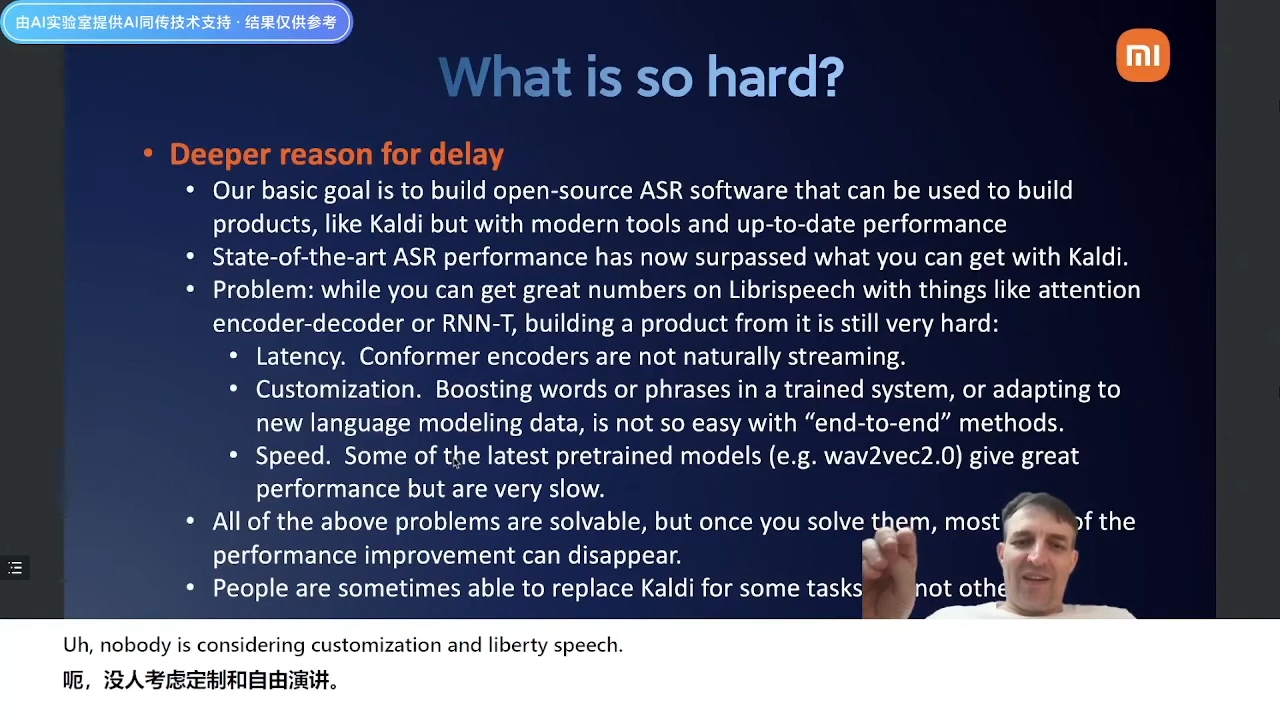 由AI实验室提供AI同传技术支持 · 结果仅供参考
mi
What is so hard?
• Deeper reason for delay
• Our basic goal is to build open-source ASR software that can be used to build
products, like Kaldi but with modern tools and up-to-date performance
• State-of-the-art ASR performance has now surpassed what you can get with Kaldi.
• Problem: while you can get great numbers on Librispeech with things like attention
encoder-decoder or RNN-T, building a product from it is still very hard:
• Latency. Conformer encoders are not naturally streaming.
• Customization. Boosting words or phrases in a trained system, or adapting to
new language modeling data, is not so easy with “end-to-end” methods.
• Speed. Some of the latest pretrained models (e.g. wav2vec2.0) give great
performance but are very slow.
• All of the above problems are solvable, but once you solve them, most of the
performance improvement can disappear.
• People are sometimes able to replace Kaldi for some tasks not
Uh, nobody is considering customization and liberty speech.
呃，没人考虑定制和自由演讲。